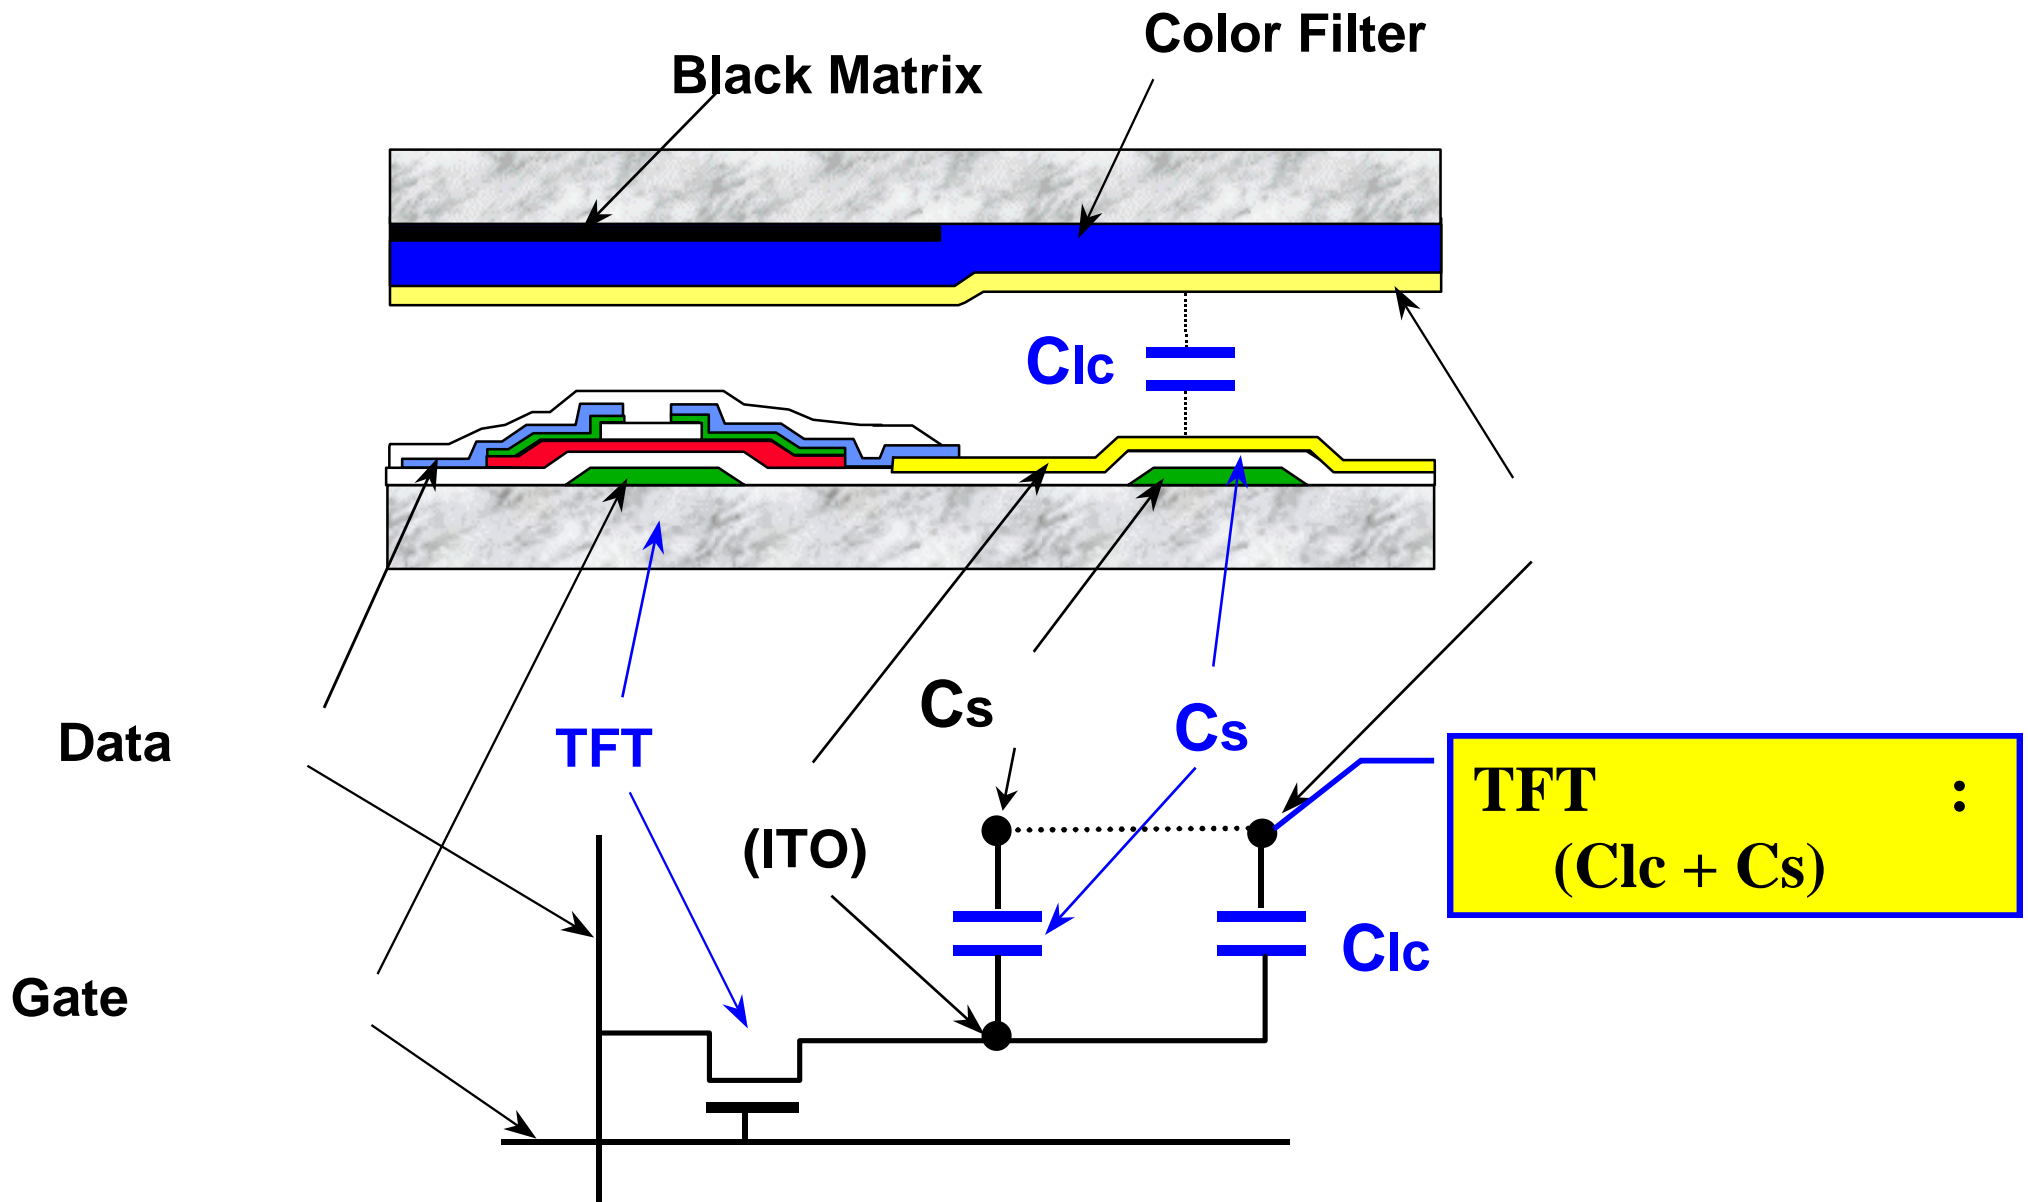 Color Filter
Black Matrix
Clc
Cs
Cs
Data
TFT
TFT :
(ITO)
(Clc + Cs)
Clc
Gate